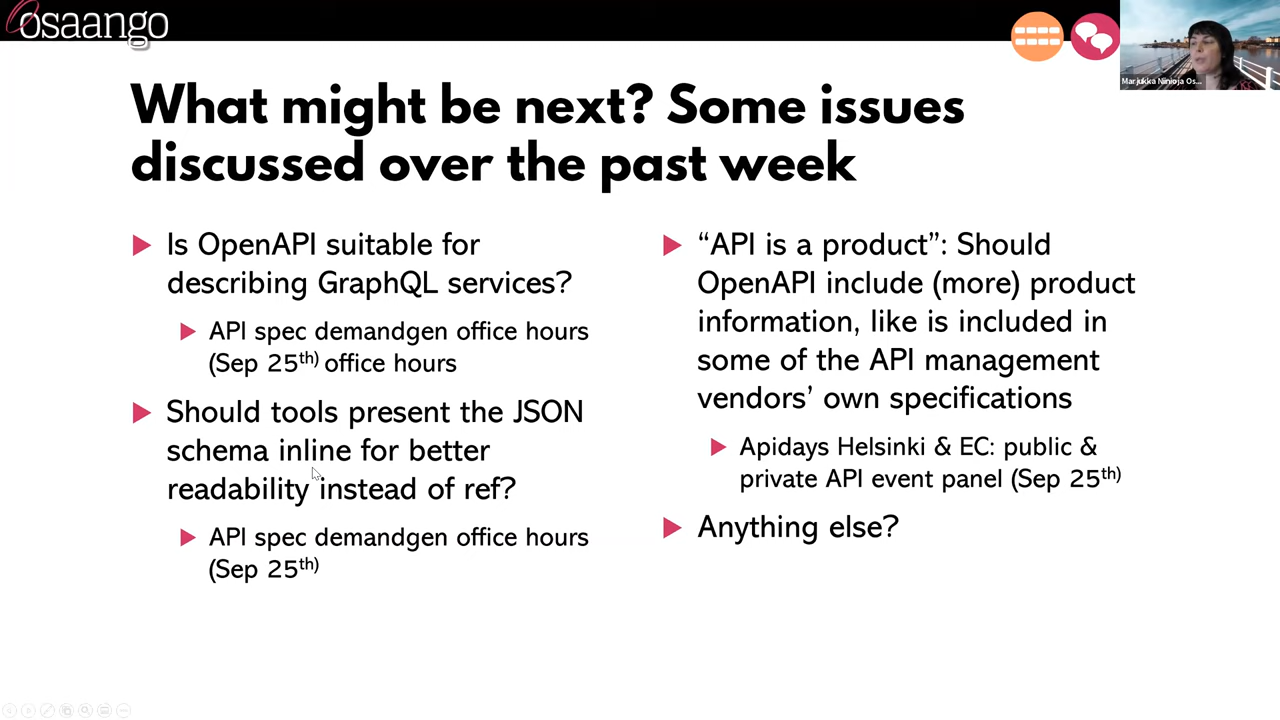 osaango
Marjukka Niinioja Os...
What might be next? Some issues
discussed over the past week
Is OpenAPI suitable for
describing GraphQL services?
API spec demandgen office hours
(Sep 25th) office hours
Should tools present the JSON
schema inline for better
readability instead of ref?
API spec demandgen office hours
(Sep 25th)
“API is a product”: Should
OpenAPI include (more) product
information, like is included in
some of the API management
vendors’ own specifications
Apidays Helsinki & EC: public &
private API event panel (Sep 25th)
Anything else?